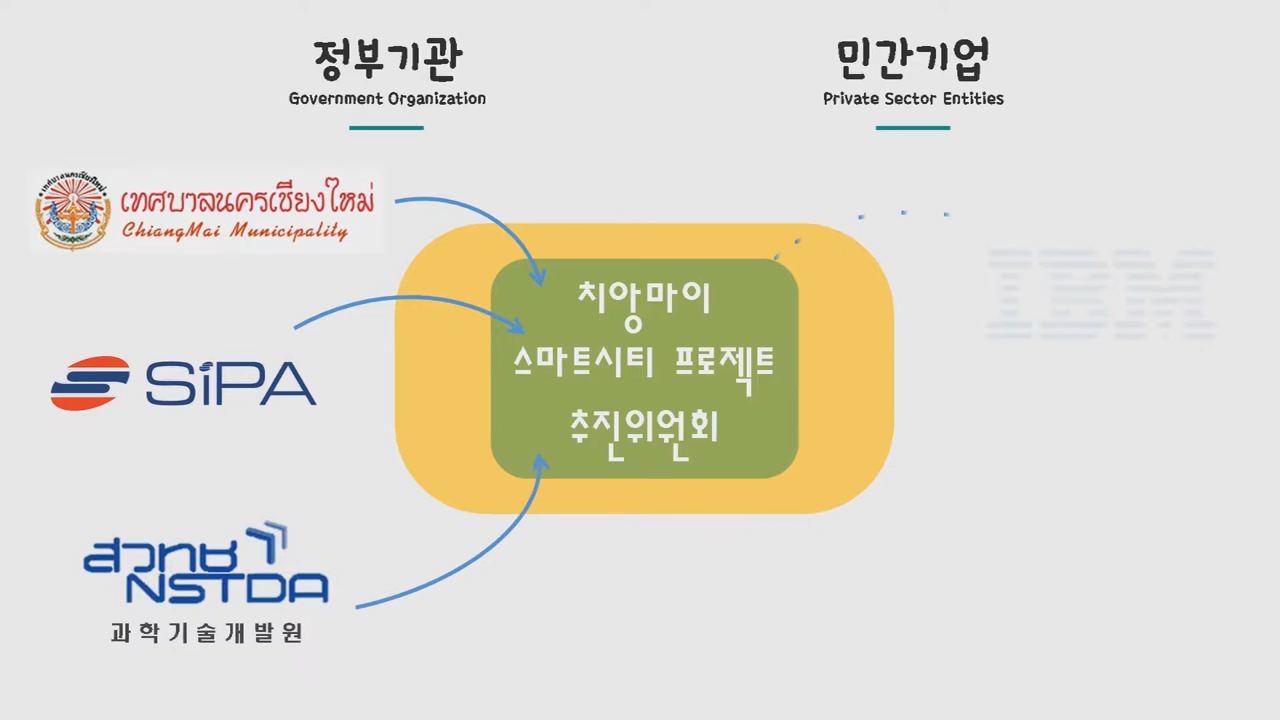 정부기관
Government Organization
민간기업
Private Sector Entities
เทศบาลนครเชียงใหม่
ChiangMai Municipality
SiPA
สวทช
NSTDA
과학기술개발원
치앙마이
스마트시티 프로젝트
추진위원회
IBM